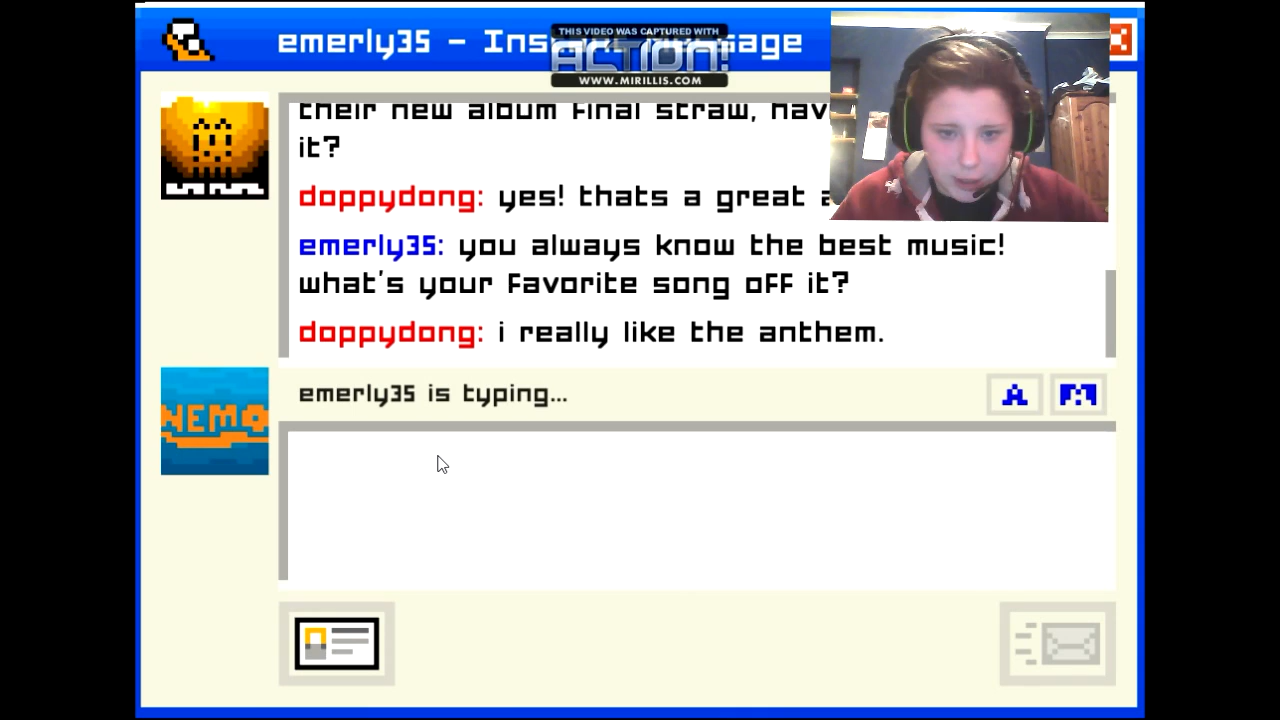 emerly35 - Ins
THIS VIDEO WAS CAPTURED WITH
ACTION!
WWW.MIRILLIS.COM
their new album Final straw,
it?
doppydong: yes! thats a great
emerly35: you always know the best music!
what's your Favorite song oFF it?
doppydong: i really like the anthem.
emerly35 is typing...
NEMO